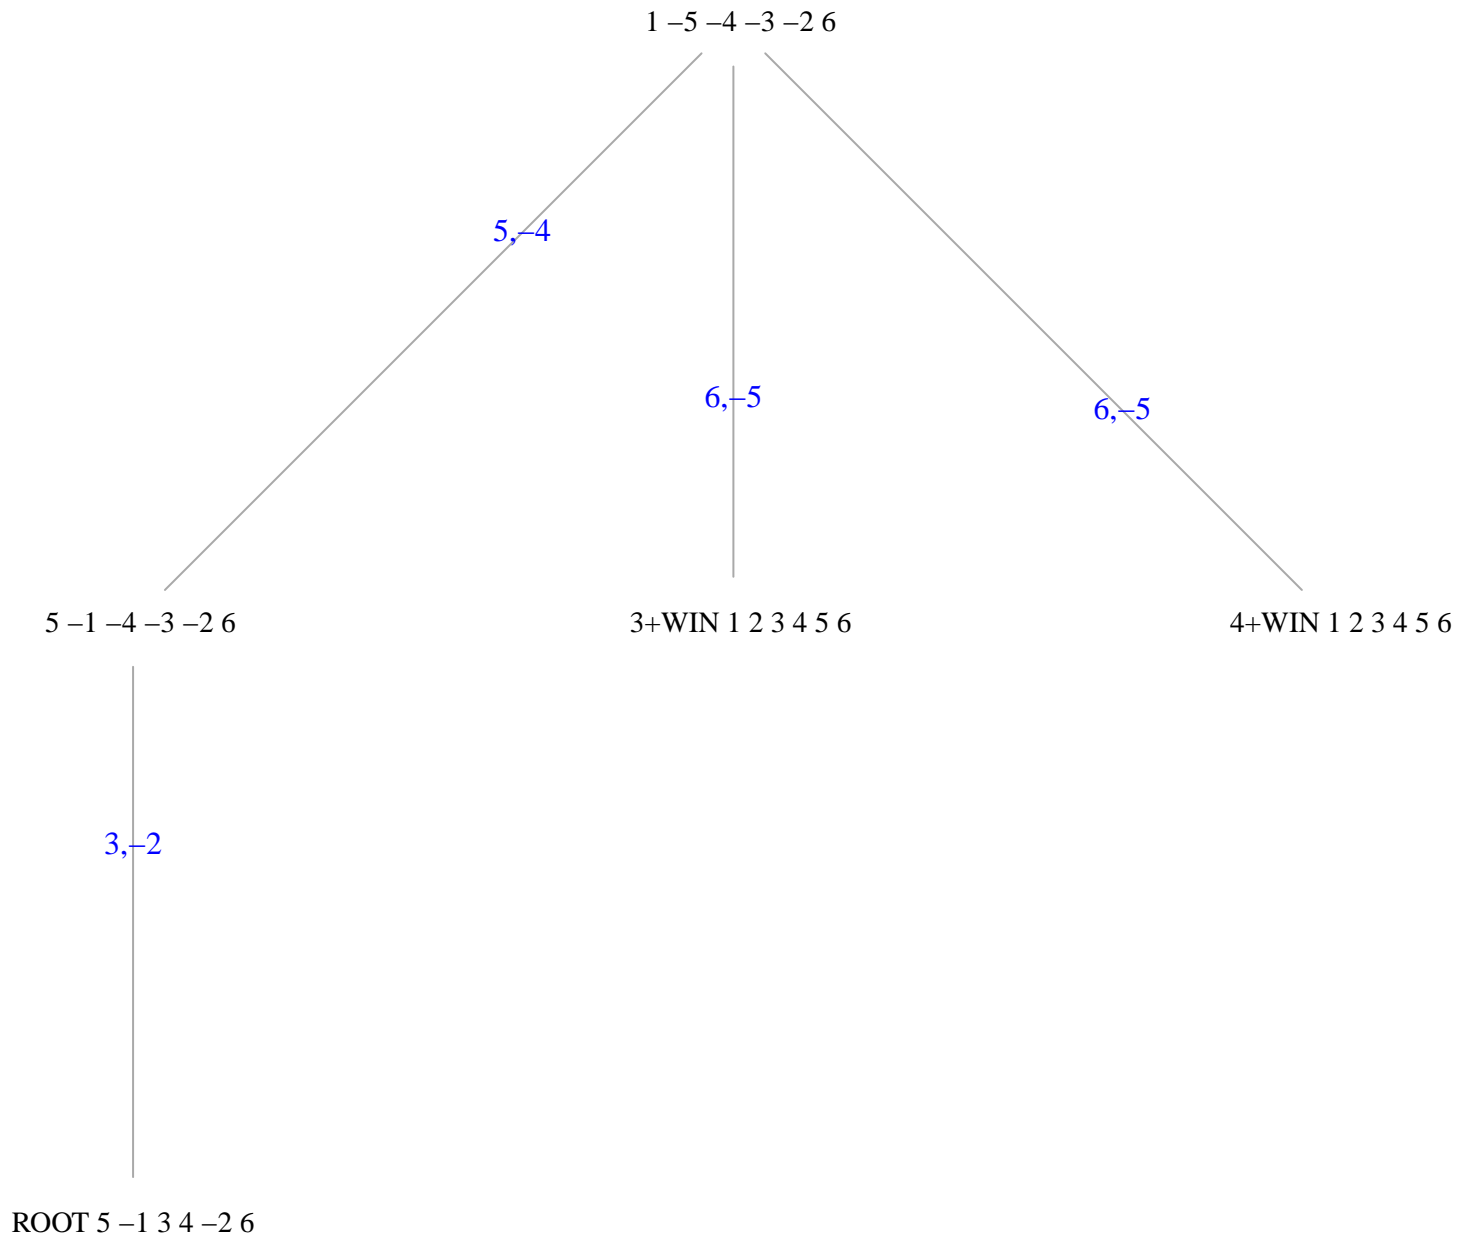 1 –5 –4 –3 –2 6
5,–4
6,–5
6,–5
5 –1 –4 –3 –2 6
3+WIN 1 2 3 4 5 6
4+WIN 1 2 3 4 5 6
3,–2
ROOT 5 –1 3 4 –2 6